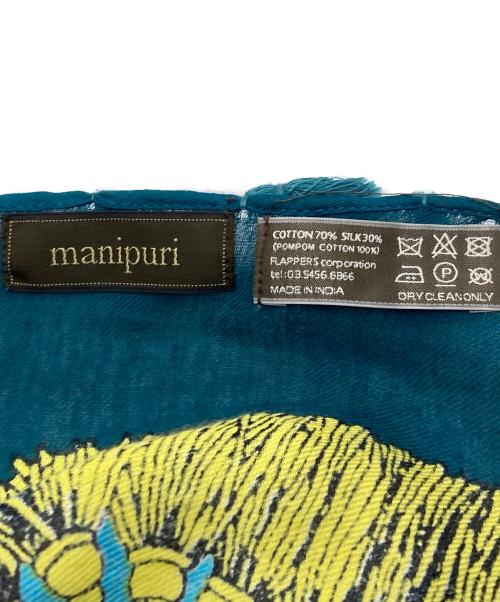 manipuri
COTTON 70% SILK 30%
(POMPOM COTTON 100%)
FLAPPERS corporation
tel:03.5456.6866
MADE IN INDIA
DRY CLEAN ONLY